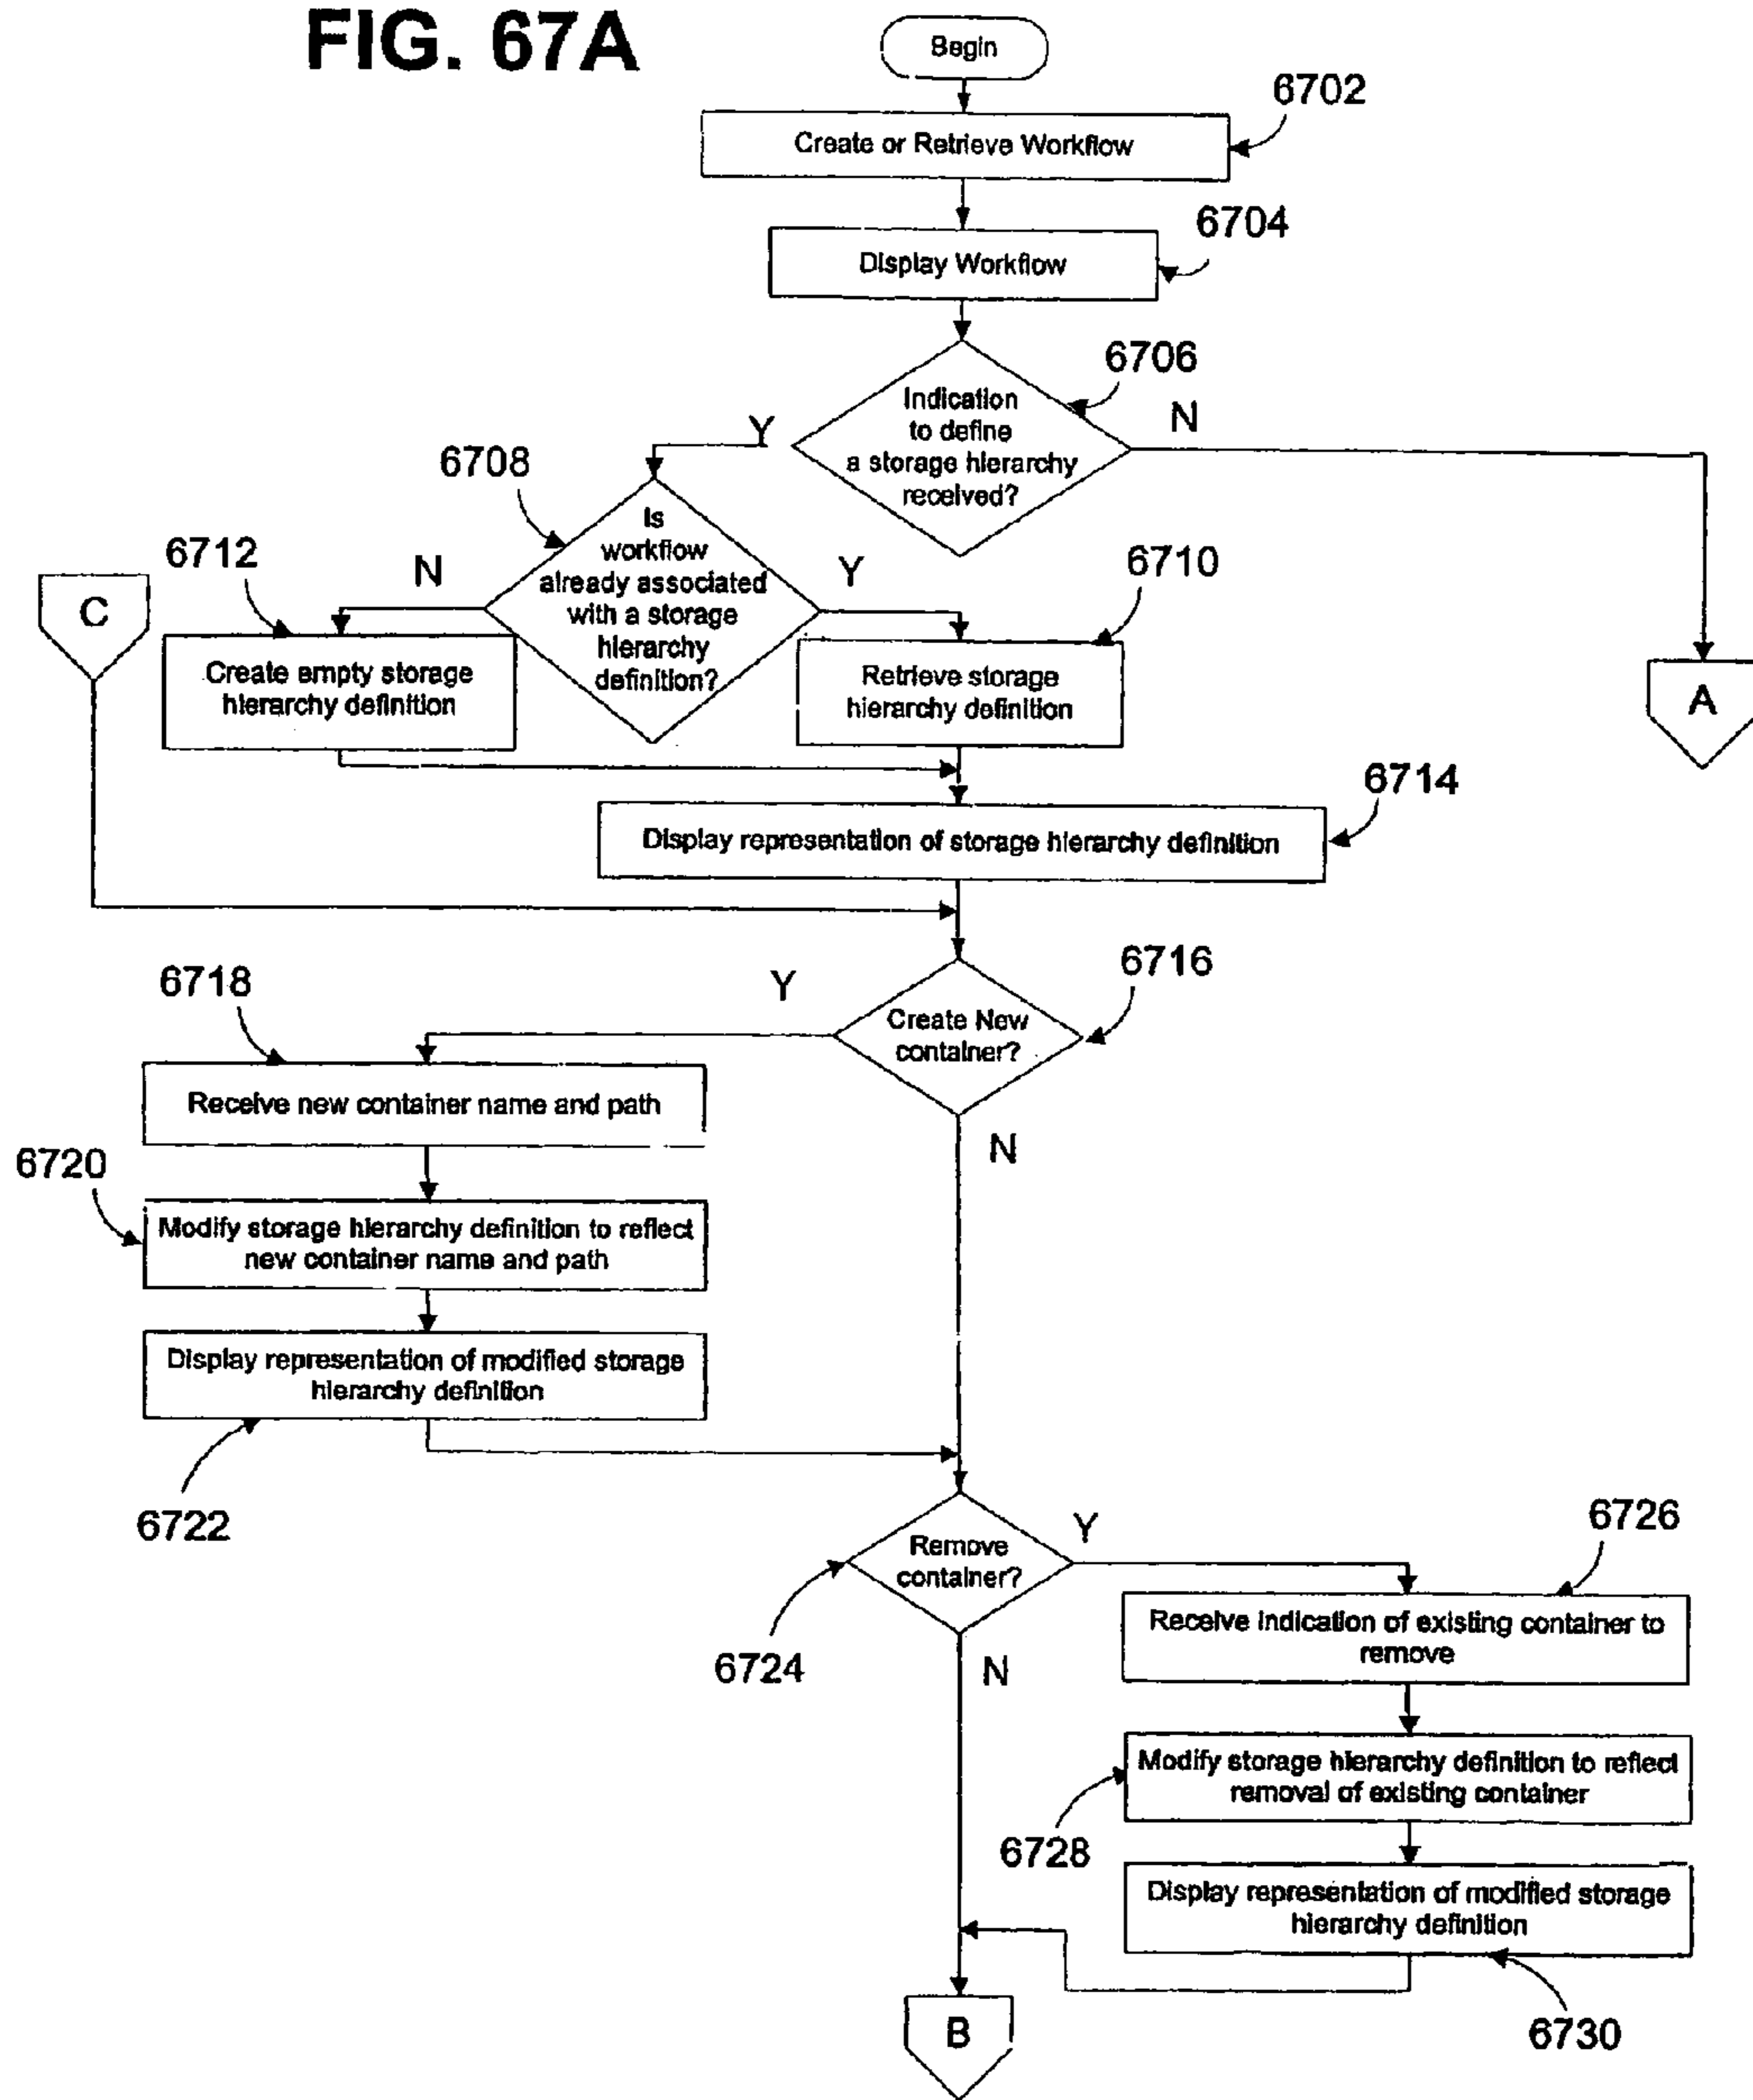 FIG. 67A
Begin
6702
Create or Retrieve Workflow
6704
Display Workflow
6706
Indication
to define
a storage hierarchy
received?
Y
N
6708
Is
workflow
already associated
with a storage
hierarchy
definition?
N
Y
6712
6710
C
Create empty storage
hierarchy definition
Retrieve storage
hierarchy definition
A
6714
Display representation of storage hierarchy definition
6716
Create New
container?
Y
N
6718
Receive new container name and path
6720
Modify storage hierarchy definition to reflect
new container name and path
Display representation of modified storage
hierarchy definition
6722
Remove
container?
Y
N
6724
6726
Receive indication of existing container to
remove
Modify storage hierarchy definition to reflect
removal of existing container
6728
Display representation of modified storage
hierarchy definition
6730
B